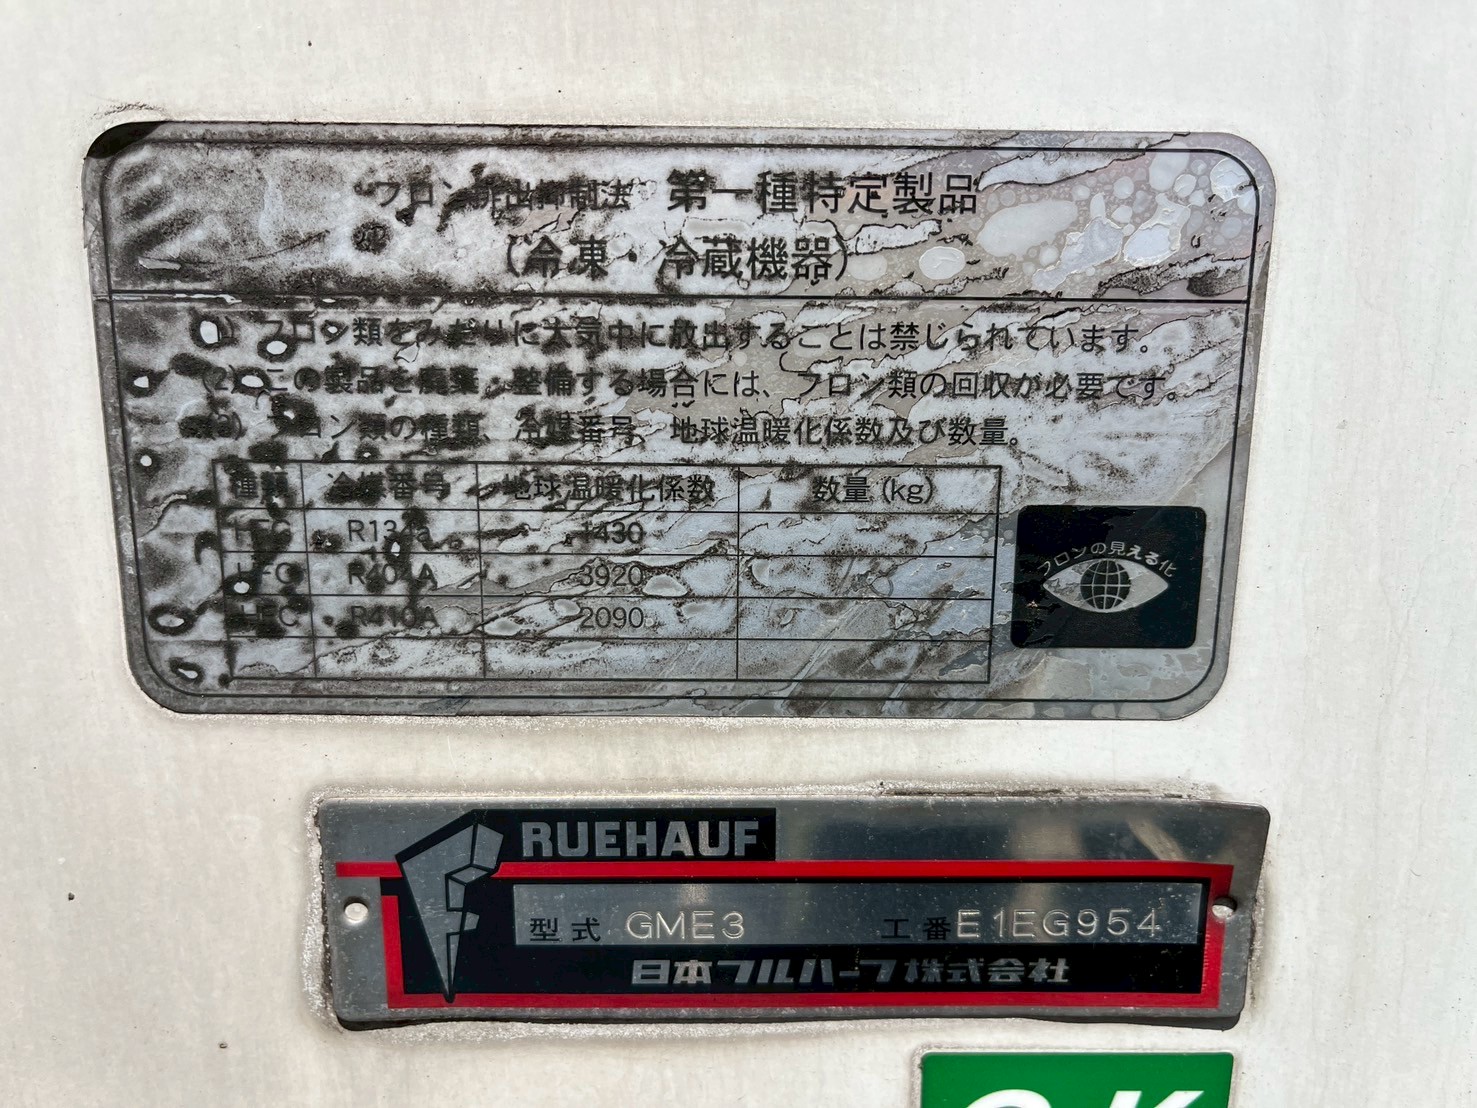 フロン排出抑制法 第一種特定製品
(冷凍・冷蔵機器)
(1) フロン類をみだりに大気中に放出することは禁じられています。
(2) この製品を廃棄・整備する場合には、フロン類の回収が必要です。
(3) フロン類の種類、冷媒番号、地球温暖化係数及び数量。
種類 冷媒番号 地球温暖化係数 数量(kg)
HFC R134a 1430
HFC R404A 3920
HFC R410A 2090
フロンの見える化
RUEHAUF
型式 GME3 工番 E1EG954
日本フルハーフ株式会社